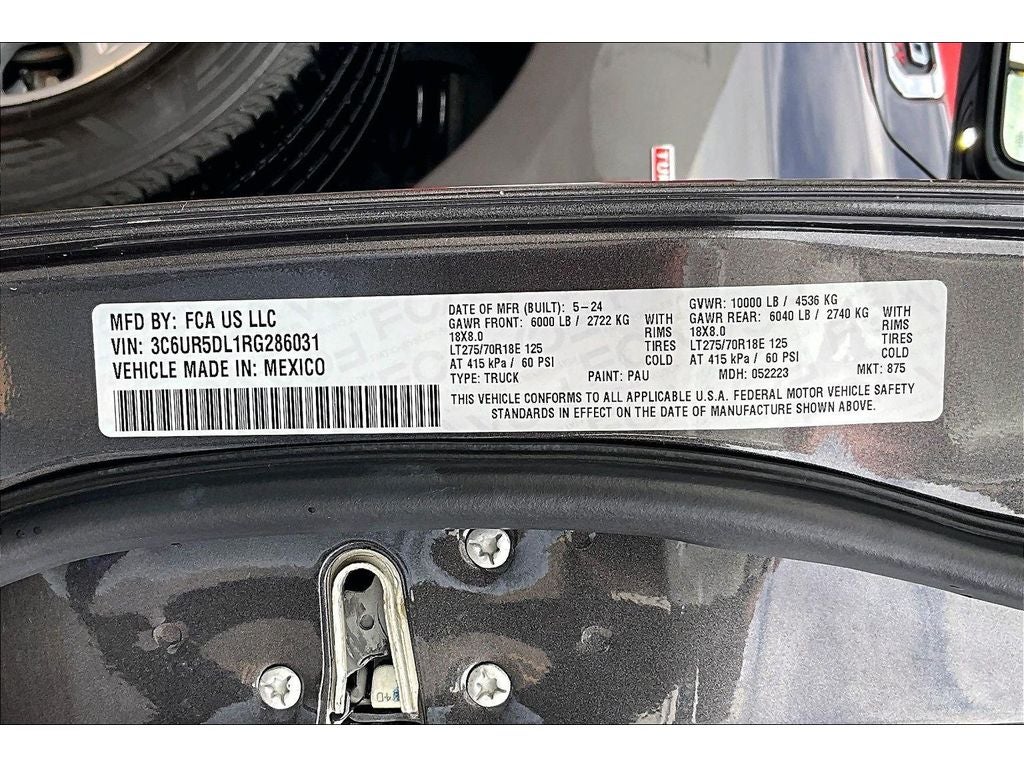 MFD BY: FCA US LLC
VIN: 3C6UR5DL1RG286031
VEHICLE MADE IN: MEXICO
DATE OF MFR (BUILT): 5-24
GAWR FRONT: 6000 LB / 2722 KG WITH
18X8.0 RIMS
LT275/70R18E 125 TIRES
AT 415 kPa / 60 PSI COLD
TYPE: TRUCK PAINT: PAU
GVWR: 10000 LB / 4536 KG
GAWR REAR: 6040 LB / 2740 KG WITH
18X8.0 RIMS
LT275/70R18E 125 TIRES
AT 415 kPa / 60 PSI COLD
MDH: 052223 MKT: 875
THIS VEHICLE CONFORMS TO ALL APPLICABLE U.S.A. FEDERAL MOTOR VEHICLE SAFETY
STANDARDS IN EFFECT ON THE DATE OF MANUFACTURE SHOWN ABOVE.